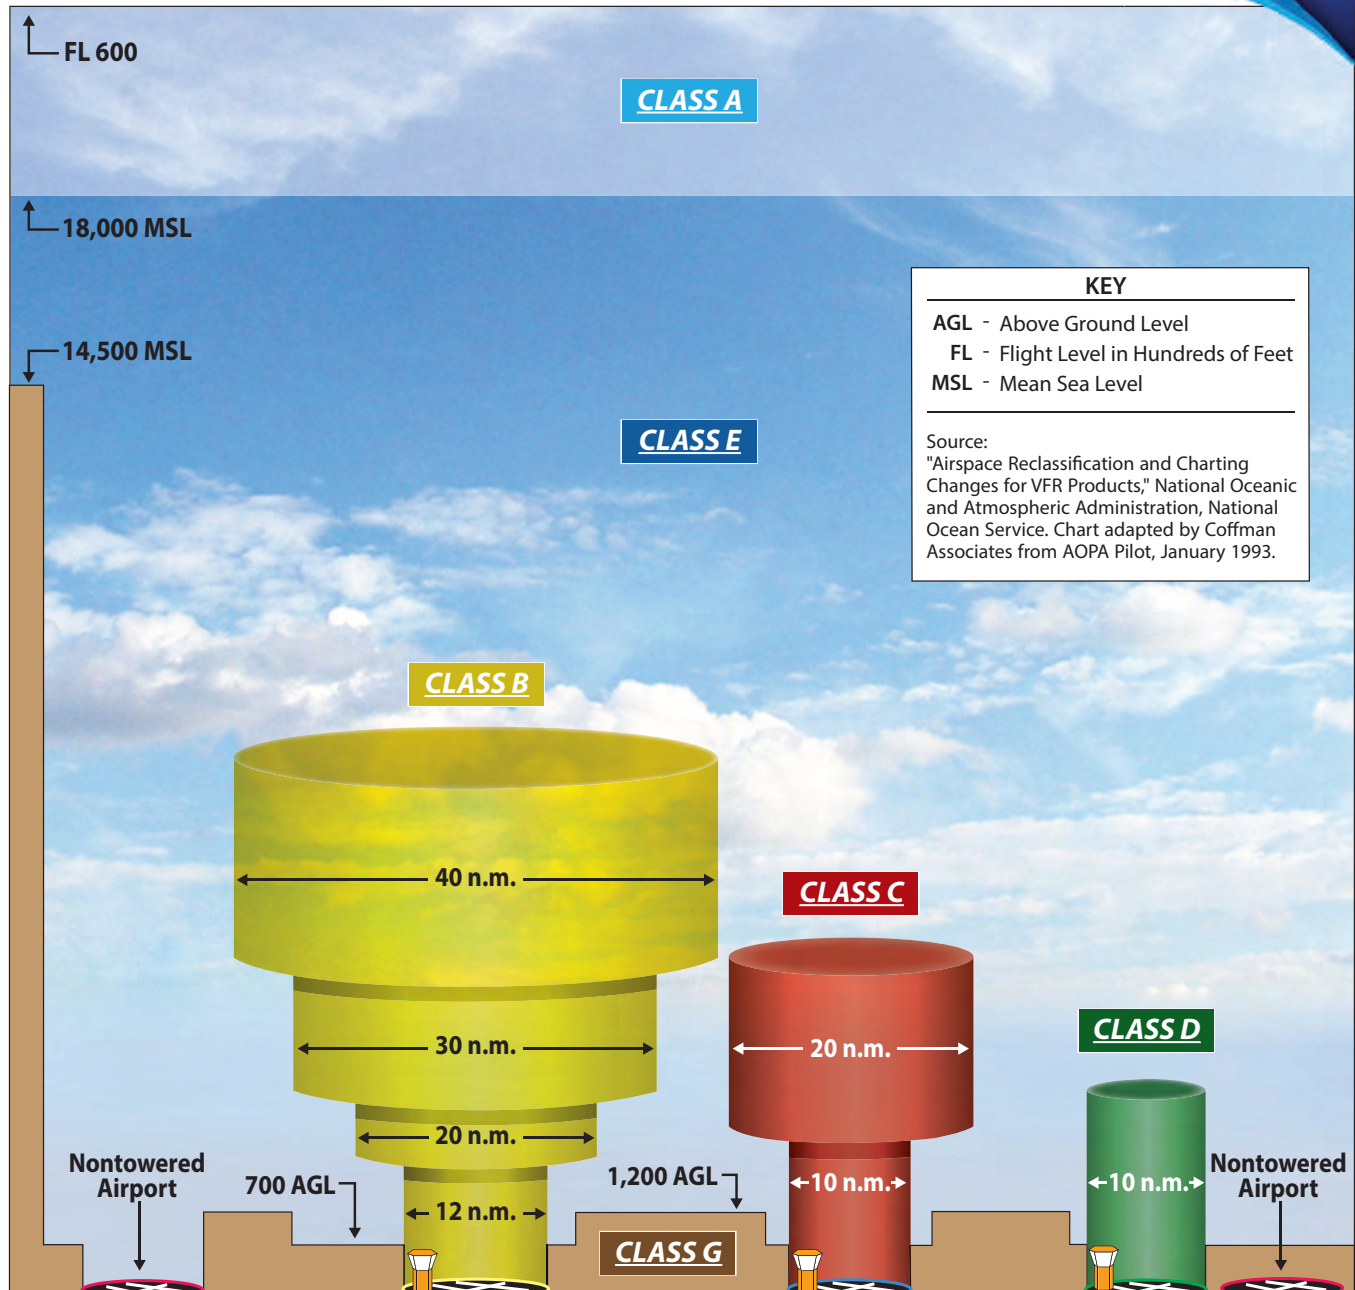 FL 600
CLASS A
18,000 MSL
14,500 MSL
KEY
AGL - Above Ground Level
FL - Flight Level in Hundreds of Feet
MSL - Mean Sea Level
Source:
"Airspace Reclassification and Charting
Changes for VFR Products," National Oceanic
and Atmospheric Administration, National
Ocean Service. Chart adapted by Coffman
Associates from AOPA Pilot, January 1993.
CLASS E
CLASS B
40 n.m.
CLASS C
30 n.m.
20 n.m.
CLASS D
20 n.m.
Nontowered
Airport
700 AGL
12 n.m.
1,200 AGL
10 n.m.
10 n.m.
Nontowered
Airport
CLASS G